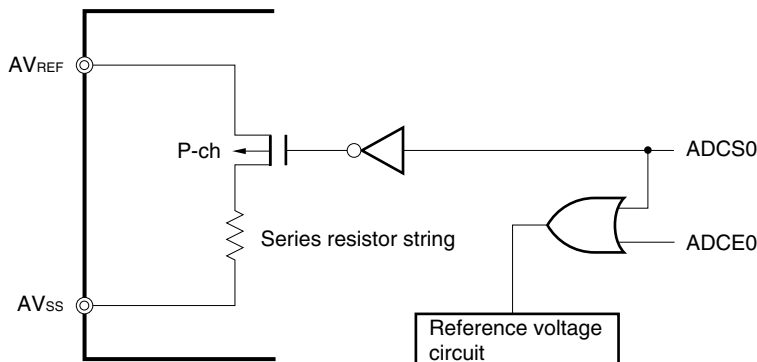 AVREF
P-ch
ADCS0
Series resistor string
ADCE0
AVSS
Reference voltage
circuit